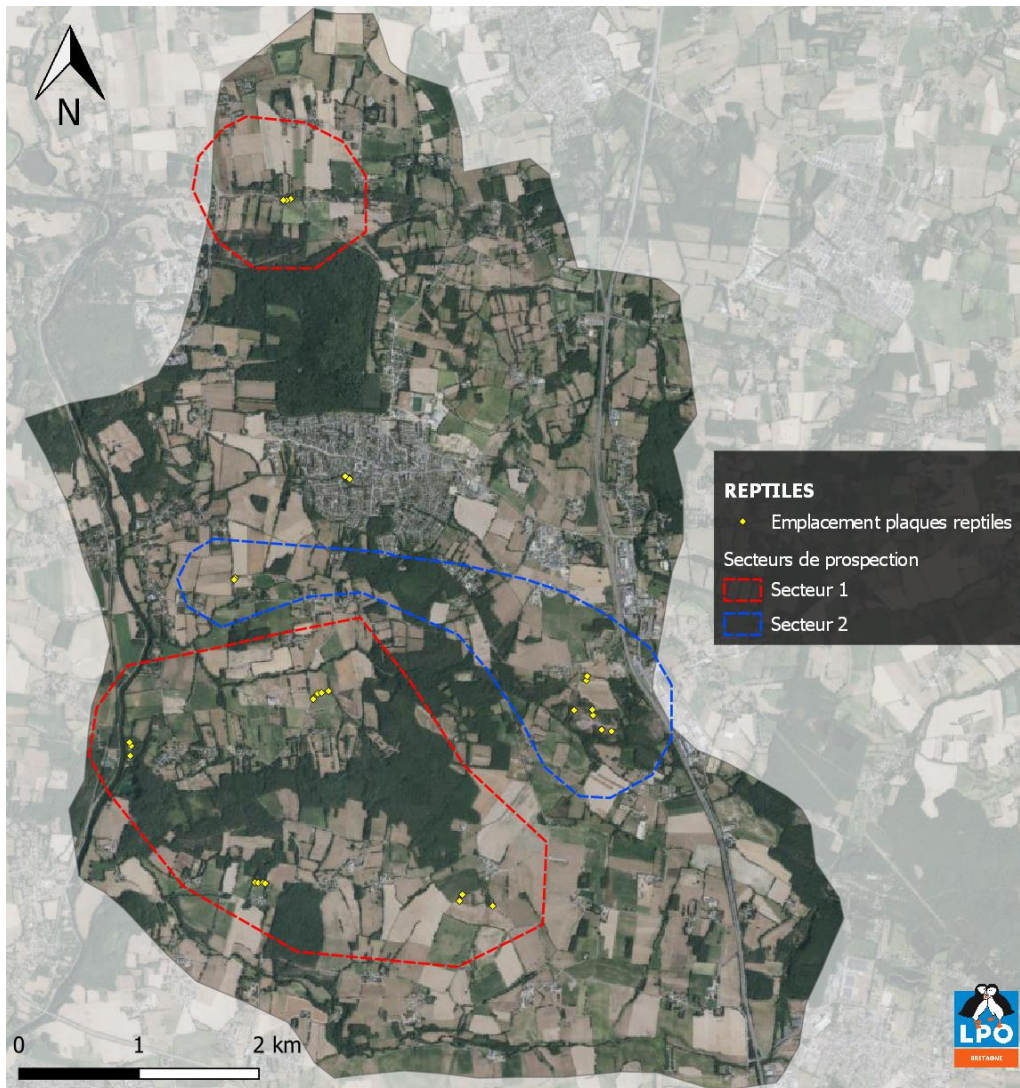 N
REPTILES
Emplacement plaques reptiles
Secteurs de prospection
Secteur 1
Secteur 2
LPO
BRETAGNE
0 1 2 km